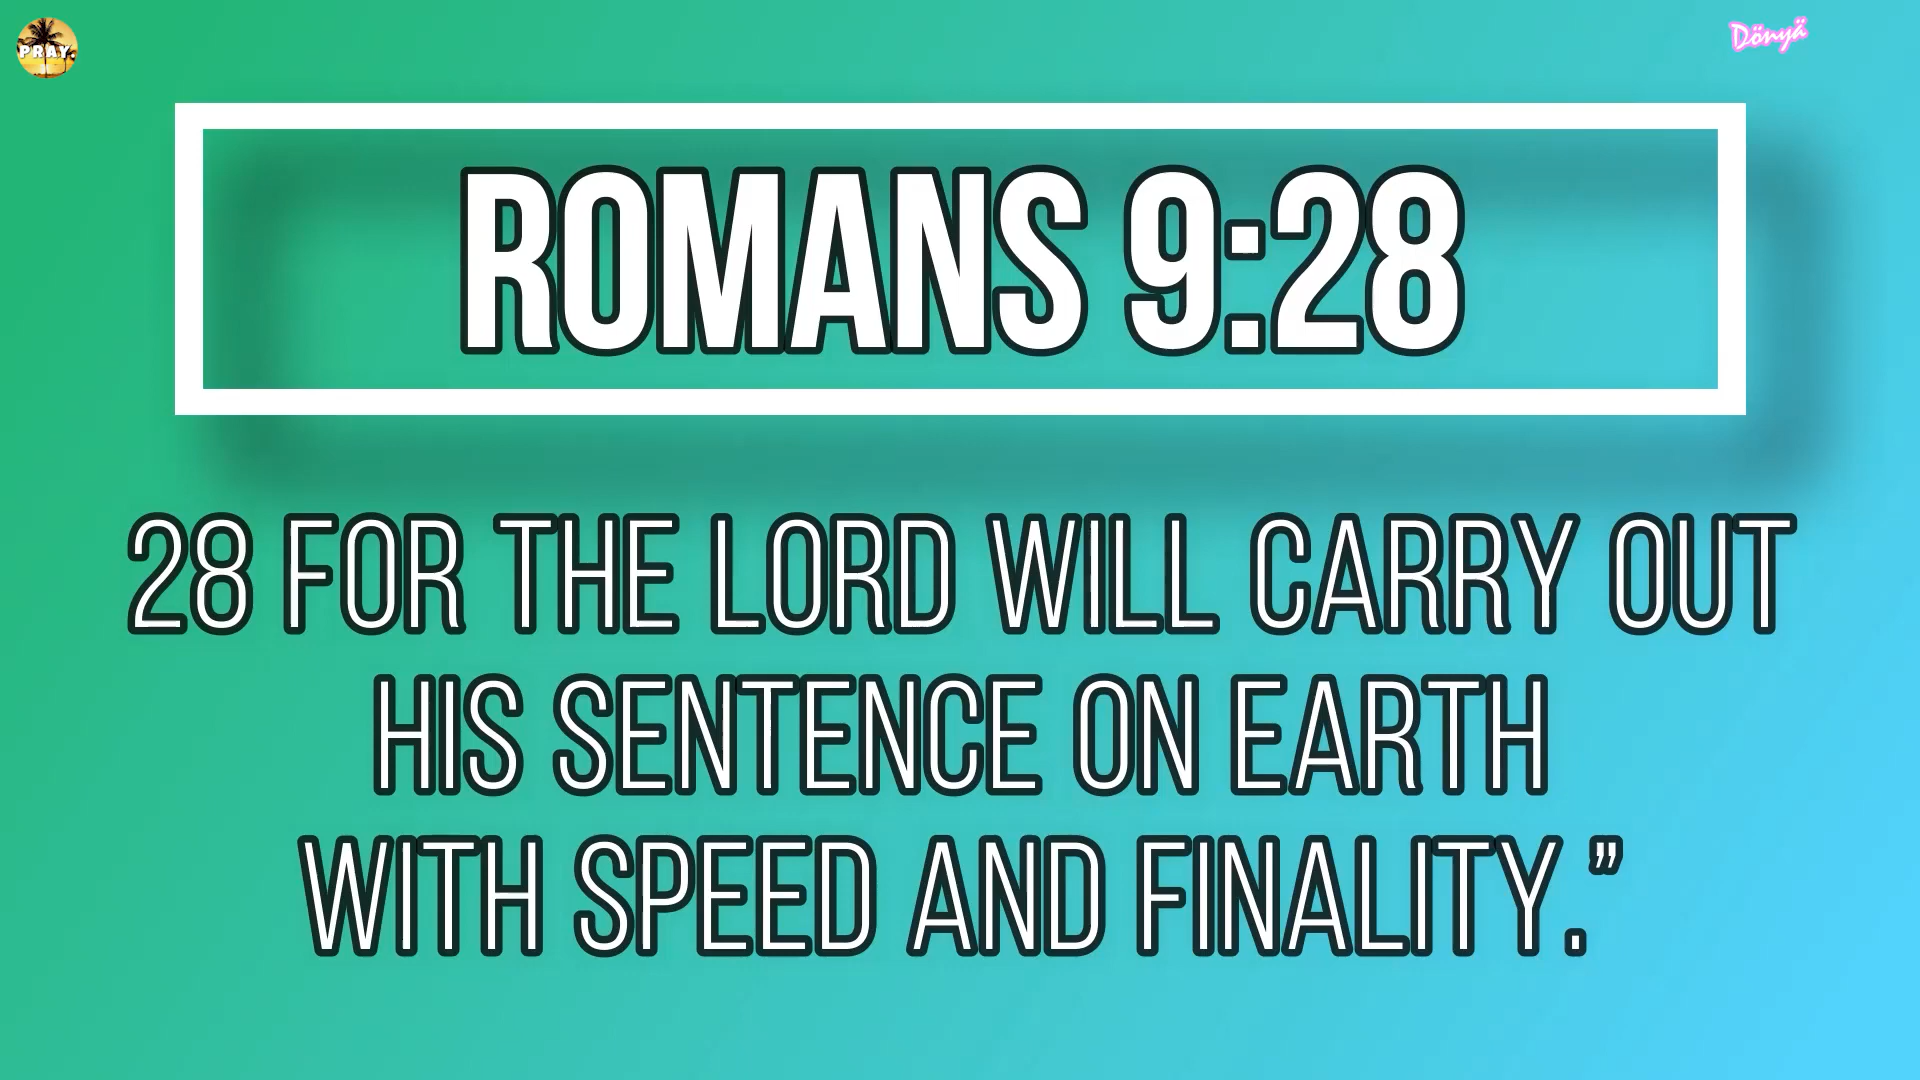 PRAY.
Dönyä
ROMANS 9:28
28 FOR THE LORD WILL CARRY OUT
HIS SENTENCE ON EARTH
WITH SPEED AND FINALITY.”